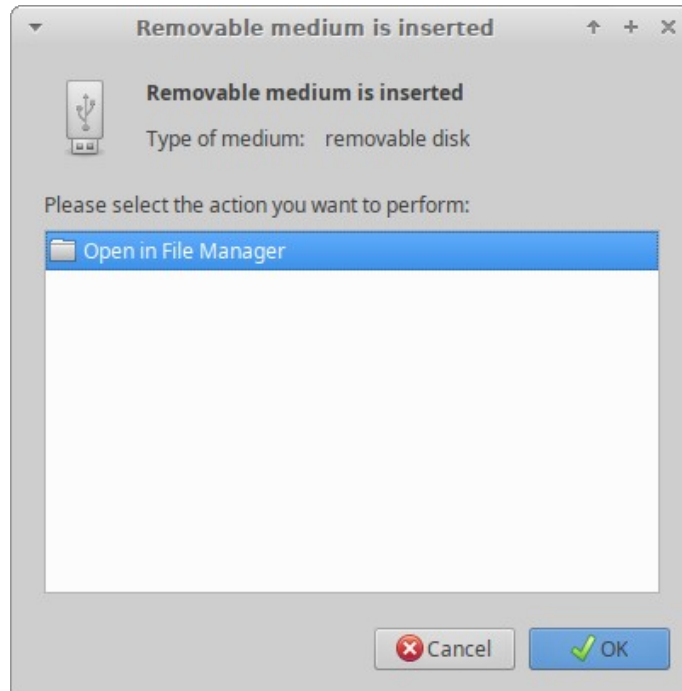 Removable medium is inserted
Removable medium is inserted
Type of medium: removable disk
Please select the action you want to perform:
Open in File Manager
Cancel OK